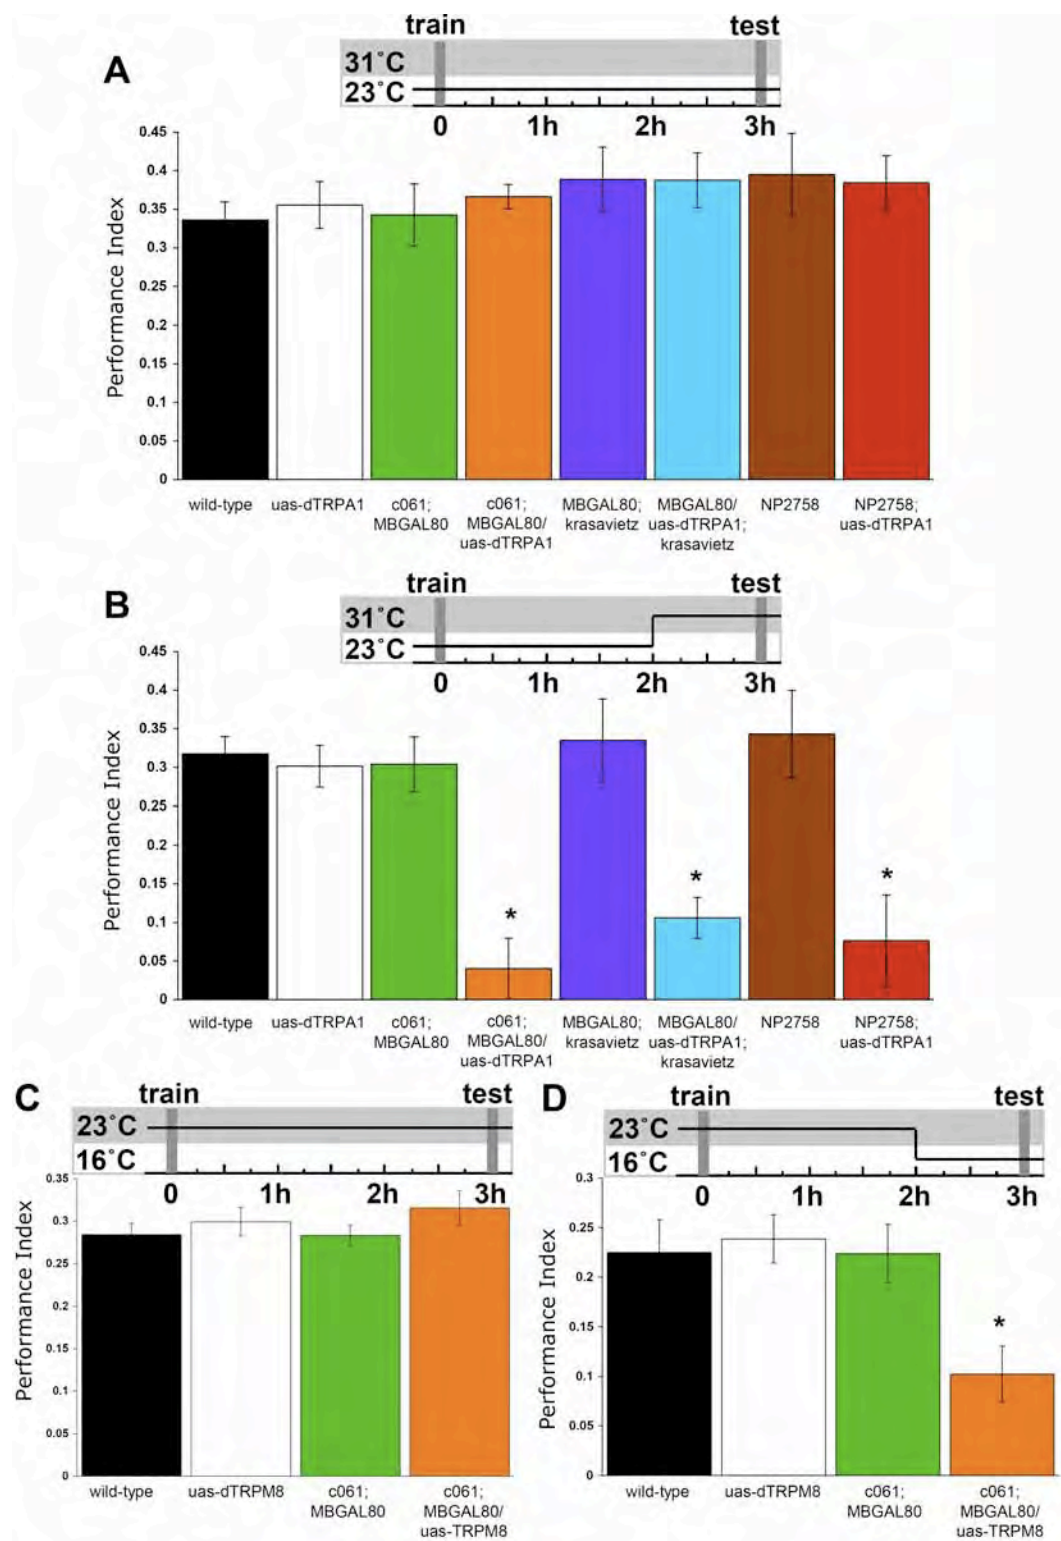 A
train test
31°C
23°C
0 1h 2h 3h
Performance Index
0.45
0.4
0.35
0.3
0.25
0.2
0.15
0.1
0.05
0
wild-type uas-dTRPA1 c061; c061; MBGAL80; MBGAL80/ NP2758 NP2758;
MBGAL80 MBGAL80/ krasavietz uas-dTRPA1; uas-dTRPA1
uas-dTRPA1 krasavietz
B
train test
31°C
23°C
0 1h 2h 3h
Performance Index
0.45
0.4
0.35
0.3
0.25
0.2
0.15
0.1
0.05
0
* * *
wild-type uas-dTRPA1 c061; c061; MBGAL80; MBGAL80/ NP2758 NP2758;
MBGAL80 MBGAL80/ krasavietz uas-dTRPA1; uas-dTRPA1
uas-dTRPA1 krasavietz
C
train test
23°C
16°C
0 1h 2h 3h
Performance Index
0.35
0.3
0.25
0.2
0.15
0.1
0.05
0
wild-type uas-dTRPM8 c061; c061;
MBGAL80 MBGAL80/
uas-TRPM8
D
train test
23°C
16°C
0 1h 2h 3h
Performance Index
0.3
0.25
0.2
0.15
0.1
0.05
0
*
wild-type uas-dTRPM8 c061; c061;
MBGAL80 MBGAL80/
uas-TRPM8